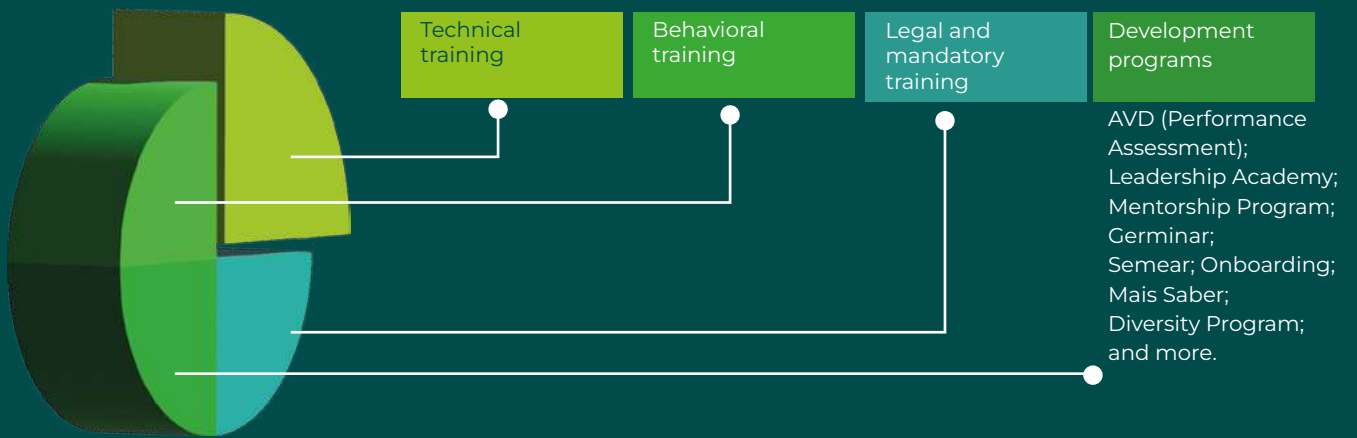 Technical
training
Behavioral
training
Legal and
mandatory
training
Development
programs
AVD (Performance
Assessment);
Leadership Academy;
Mentorship Program;
Germinar;
Semear; Onboarding;
Mais Saber;
Diversity Program;
and more.